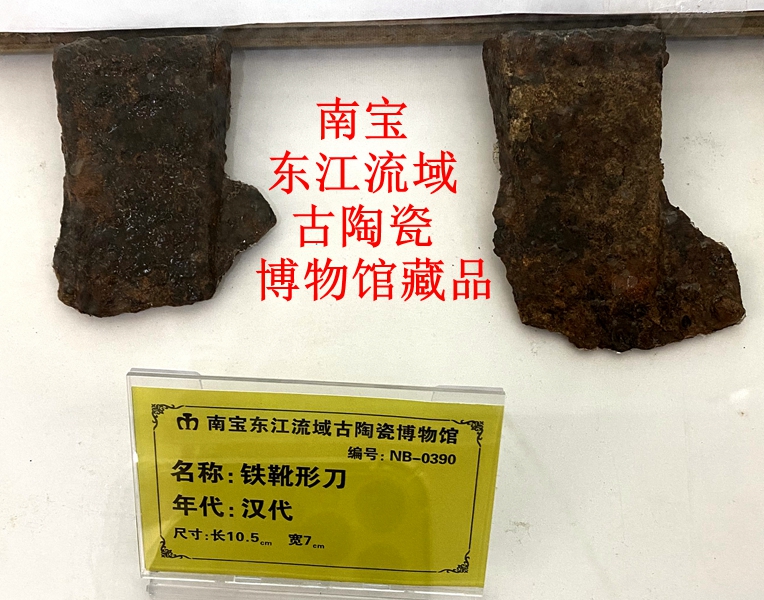 南宝
东江流域
古陶瓷
博物馆藏品
南宝东江流域古陶瓷博物馆
编号: NB-0390
名称: 铁靴形刀
年代: 汉代
尺寸:长10.5cm 宽7cm